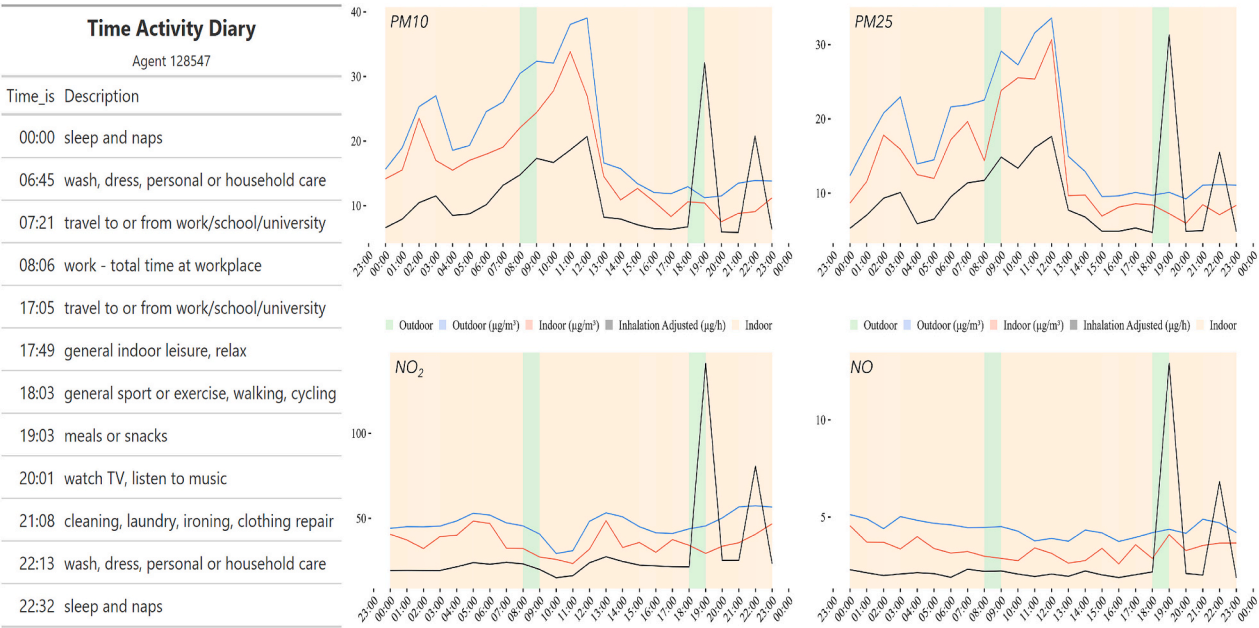 Time Activity Diary
Agent 128547
Time_is Description
00:00 sleep and naps
06:45 wash, dress, personal or household care
07:21 travel to or from work/school/university
08:06 work - total time at workplace
17:05 travel to or from work/school/university
17:49 general indoor leisure, relax
18:03 general sport or exercise, walking, cycling
19:03 meals or snacks
20:01 watch TV, listen to music
21:08 cleaning, laundry, ironing, clothing repair
22:13 wash, dress, personal or household care
22:32 sleep and naps
PM10
40
30
20
10
23:00 00:00 01:00 02:00 03:00 04:00 05:00 06:00 07:00 08:00 09:00 10:00 11:00 12:00 13:00 14:00 15:00 16:00 17:00 18:00 19:00 20:00 21:00 22:00 23:00 00:00
Outdoor Outdoor (µg/m³) Indoor (µg/m³) Inhalation Adjusted (µg/h) Indoor
PM25
30
20
10
23:00 00:00 01:00 02:00 03:00 04:00 05:00 06:00 07:00 08:00 09:00 10:00 11:00 12:00 13:00 14:00 15:00 16:00 17:00 18:00 19:00 20:00 21:00 22:00 23:00 00:00
Outdoor Outdoor (µg/m³) Indoor (µg/m³) Inhalation Adjusted (µg/h) Indoor
NO₂
100
50
23:00 00:00 01:00 02:00 03:00 04:00 05:00 06:00 07:00 08:00 09:00 10:00 11:00 12:00 13:00 14:00 15:00 16:00 17:00 18:00 19:00 20:00 21:00 22:00 23:00 00:00
NO
10
5
23:00 00:00 01:00 02:00 03:00 04:00 05:00 06:00 07:00 08:00 09:00 10:00 11:00 12:00 13:00 14:00 15:00 16:00 17:00 18:00 19:00 20:00 21:00 22:00 23:00 00:00